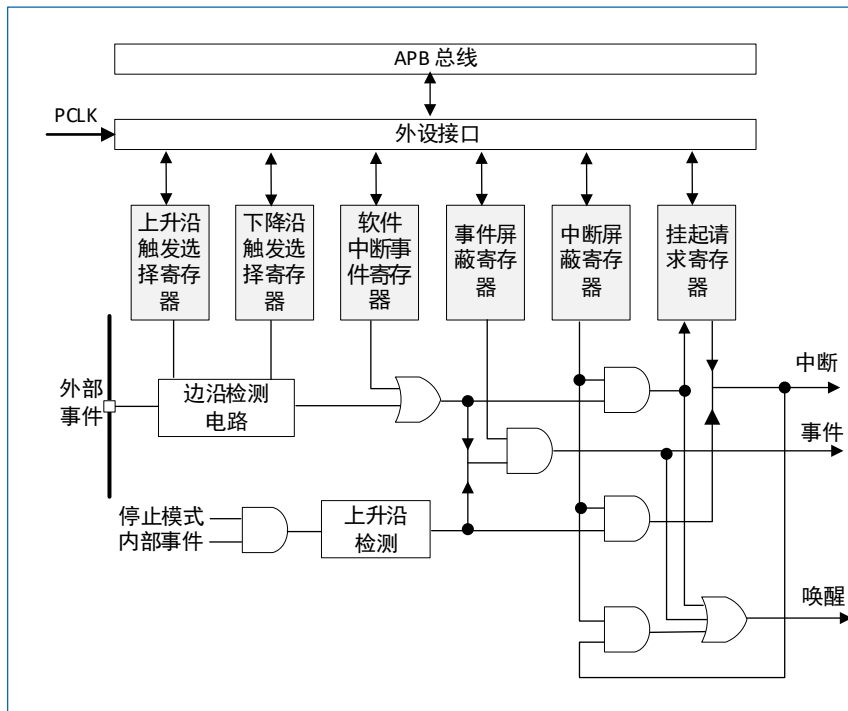 APB 总线
PCLK
外设接口
上升沿
触发选
择寄存
器
下降沿
触发选
择寄存
器
软件
中断事
件寄存
器
事件屏
蔽寄存
器
中断屏
蔽寄存
器
挂起请
求寄存
器
外部
事件
边沿检测
电路
中断
事件
停止模式
内部事件
上升沿
检测
唤醒